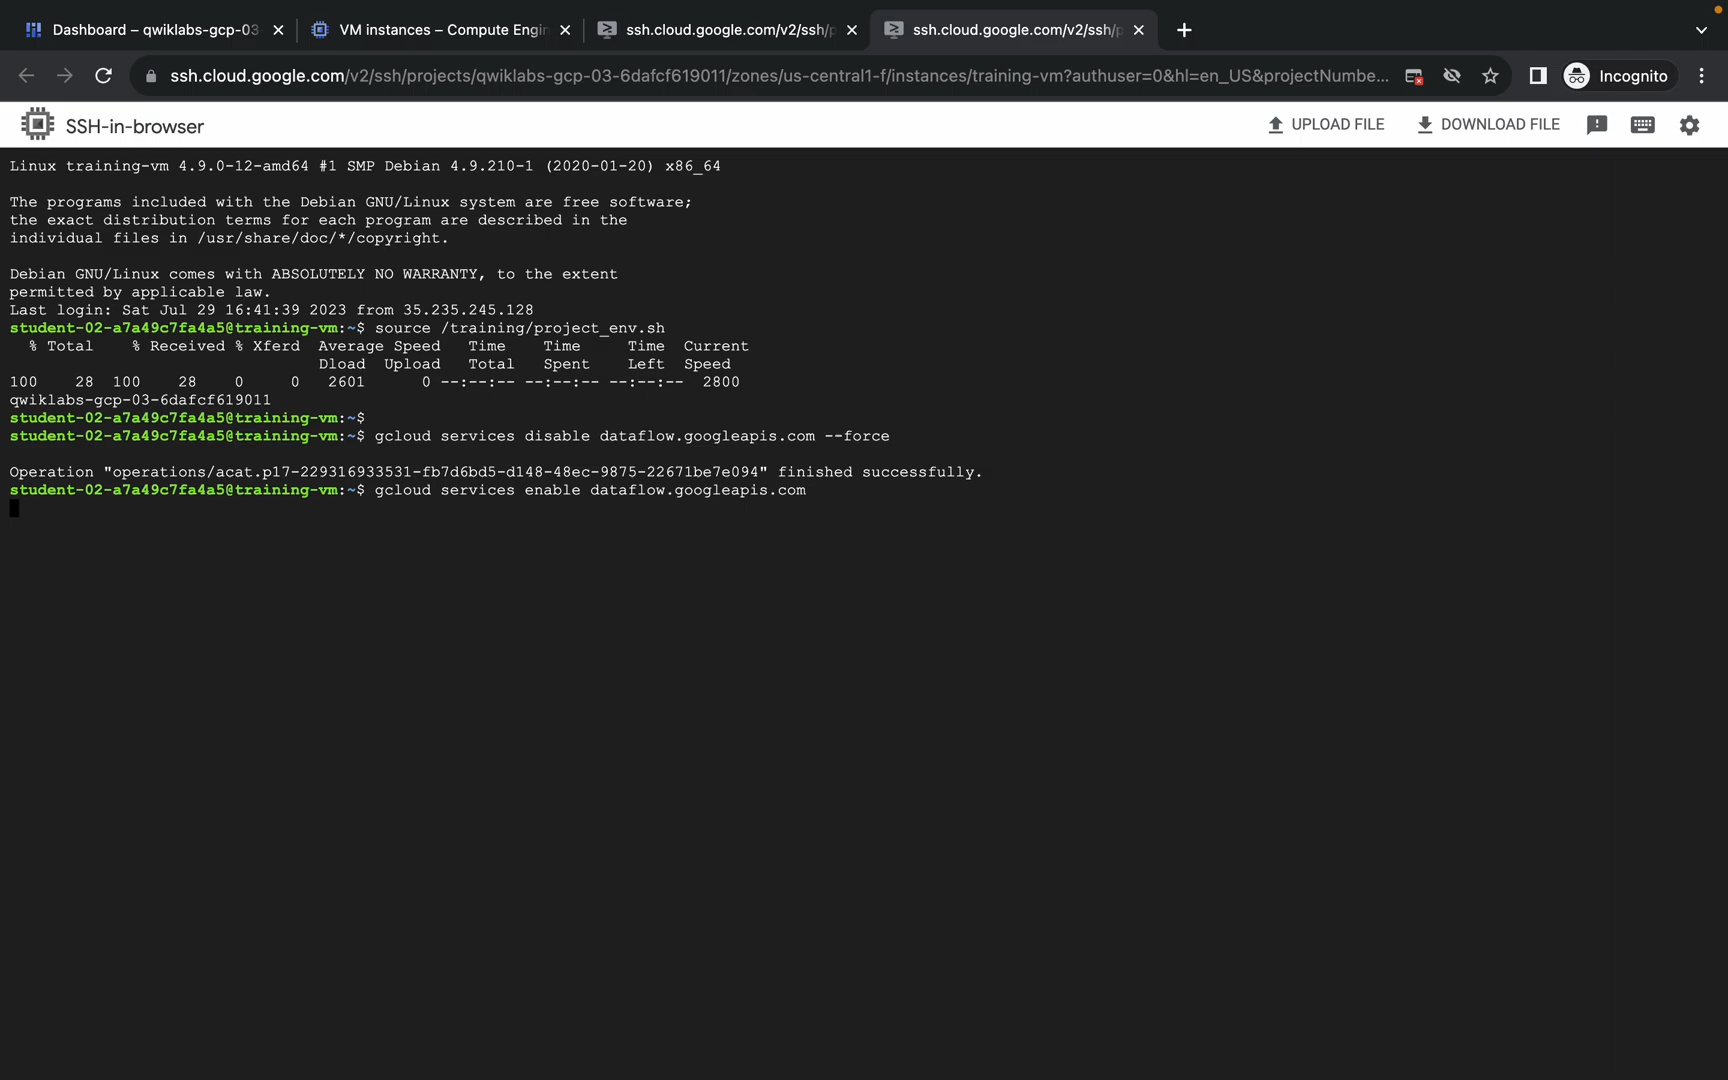 Dashboard – qwiklabs-gcp-03-
VM instances – Compute Engin
ssh.cloud.google.com/v2/ssh/p
ssh.cloud.google.com/v2/ssh/p
ssh.cloud.google.com/v2/ssh/projects/qwiklabs-gcp-03-6dafcf619011/zones/us-central1-f/instances/training-vm?authuser=0&hl=en_US&projectNumbe...
Incognito
SSH-in-browser
UPLOAD FILE
DOWNLOAD FILE
Linux training-vm 4.9.0-12-amd64 #1 SMP Debian 4.9.210-1 (2020-01-20) x86_64
The programs included with the Debian GNU/Linux system are free software;
the exact distribution terms for each program are described in the
individual files in /usr/share/doc/*/copyright.
Debian GNU/Linux comes with ABSOLUTELY NO WARRANTY, to the extent
permitted by applicable law.
Last login: Sat Jul 29 16:41:39 2023 from 35.235.245.128
student-02-a7a49c7fa4a5@training-vm:~$ source /training/project_env.sh
% Total % Received % Xferd Average Speed Time Time Time Current
Dload Upload Total Spent Left Speed
100 28 100 28 0 0 2601 0 --:--:-- --:--:-- --:--:-- 2800
qwiklabs-gcp-03-6dafcf619011
student-02-a7a49c7fa4a5@training-vm:~$
student-02-a7a49c7fa4a5@training-vm:~$ gcloud services disable dataflow.googleapis.com --force
Operation "operations/acat.p17-229316933531-fb7d6bd5-d148-48ec-9875-22671be7e094" finished successfully.
student-02-a7a49c7fa4a5@training-vm:~$ gcloud services enable dataflow.googleapis.com